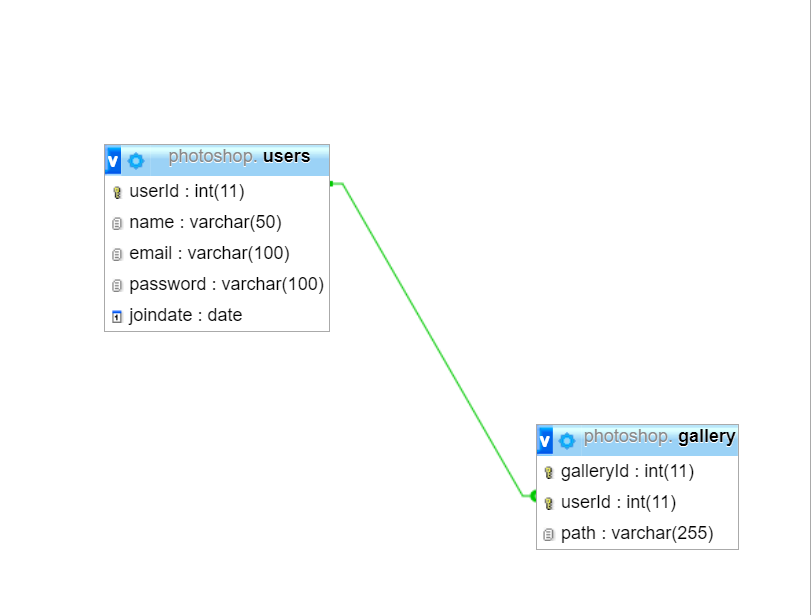 v photoshop. users
userId : int(11)
name : varchar(50)
email : varchar(100)
password : varchar(100)
1 joindate : date
v photoshop. gallery
galleryId : int(11)
userId : int(11)
path : varchar(255)